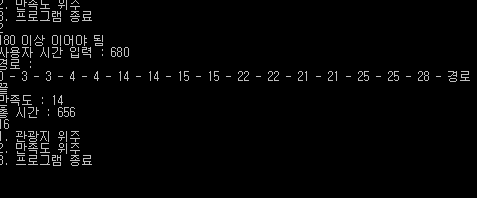 2. 만족도 위주
3. 프로그램 종료
2
180 이상 이어야 됨
사용자 시간 입력 : 680
경로 :
0 - 3 - 3 - 4 - 4 - 14 - 14 - 15 - 15 - 22 - 22 - 21 - 21 - 25 - 25 - 28 - 경로
끝
만족도 : 14
총 시간 : 656
16
1. 관광지 위주
2. 만족도 위주
3. 프로그램 종료